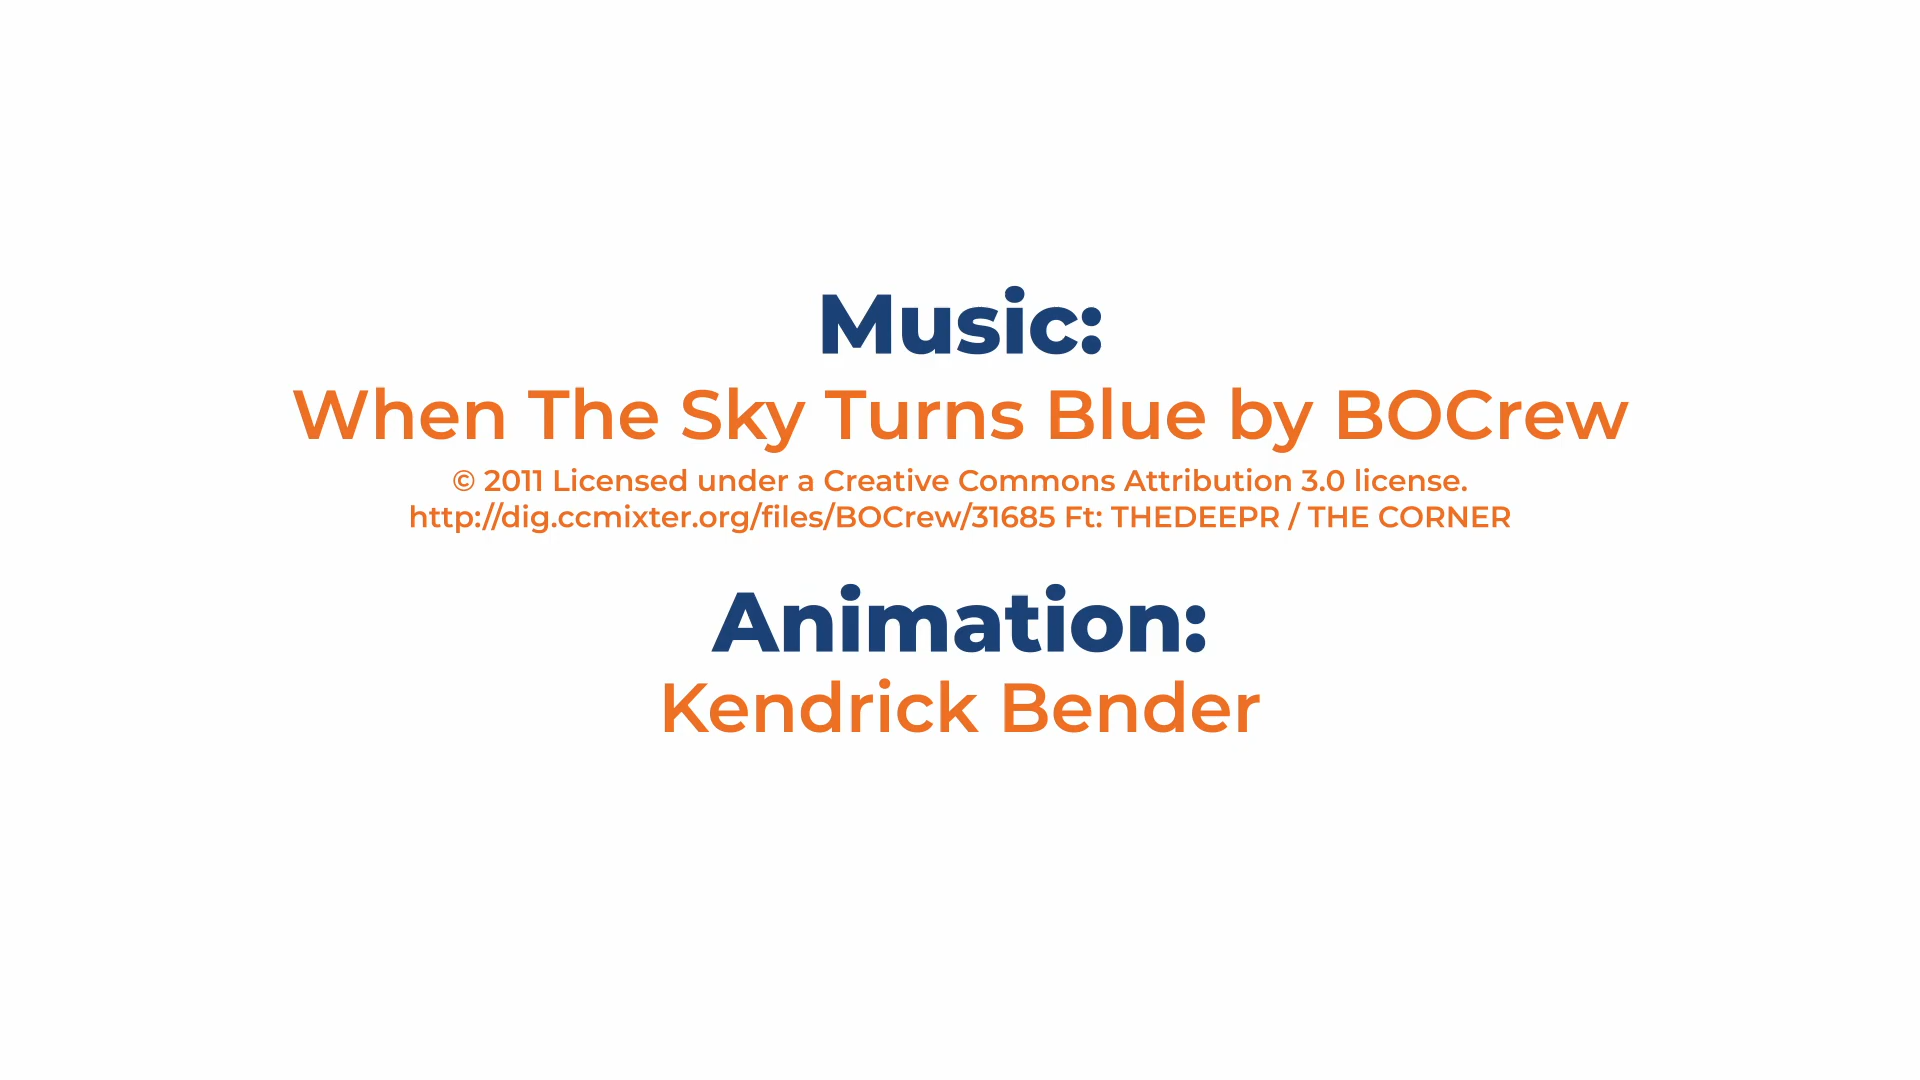 Music:
When The Sky Turns Blue by BOCrew
© 2011 Licensed under a Creative Commons Attribution 3.0 license.
http://dig.ccmixter.org/files/BOCrew/31685 Ft: THEDEEPR / THE CORNER
Animation:
Kendrick Bender